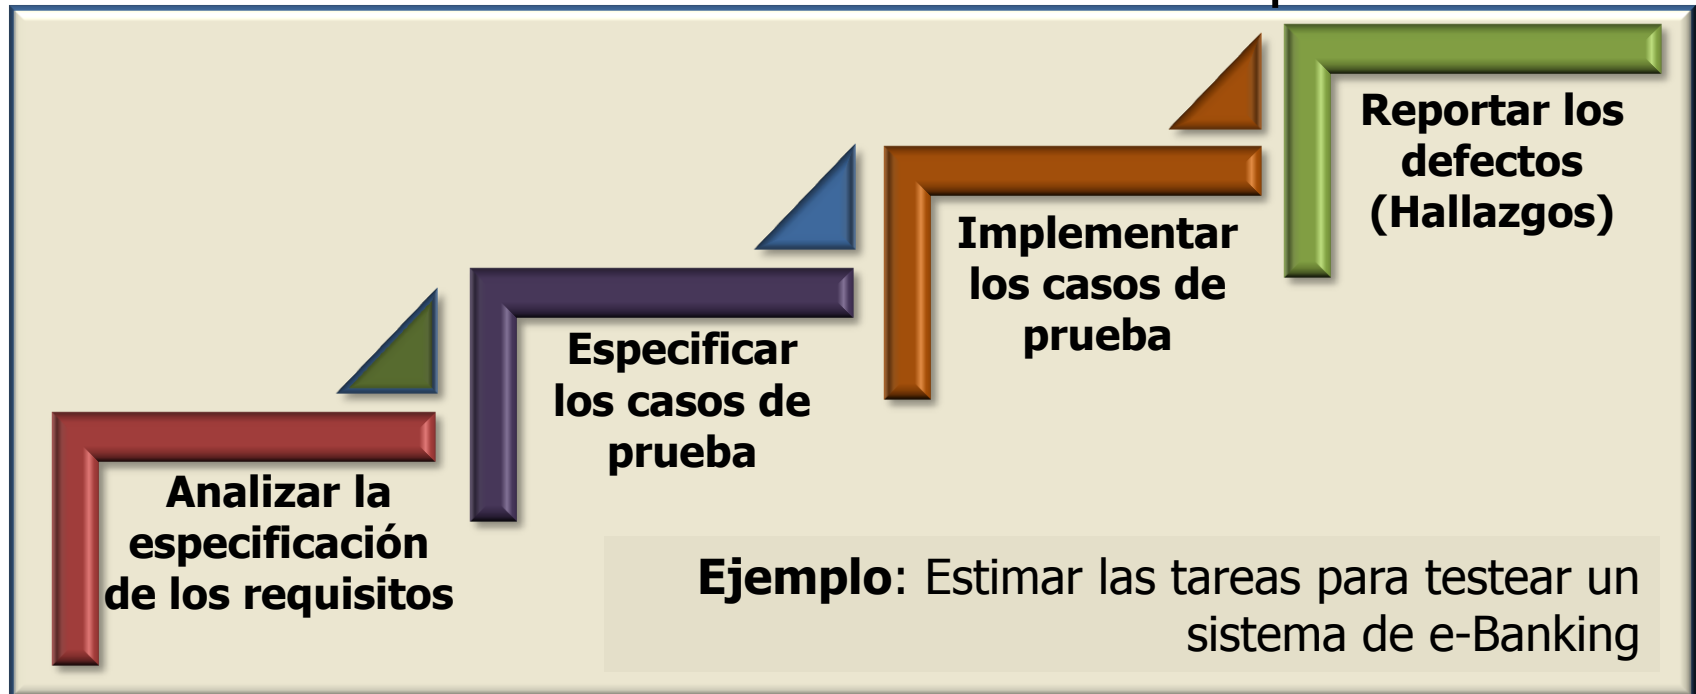 Analizar la
especificación
de los requisitos
Especificar
los casos de
prueba
Implementar
los casos de
prueba
Reportar los
defectos
(Hallazgos)
Ejemplo: Estimar las tareas para testear un
sistema de e-Banking